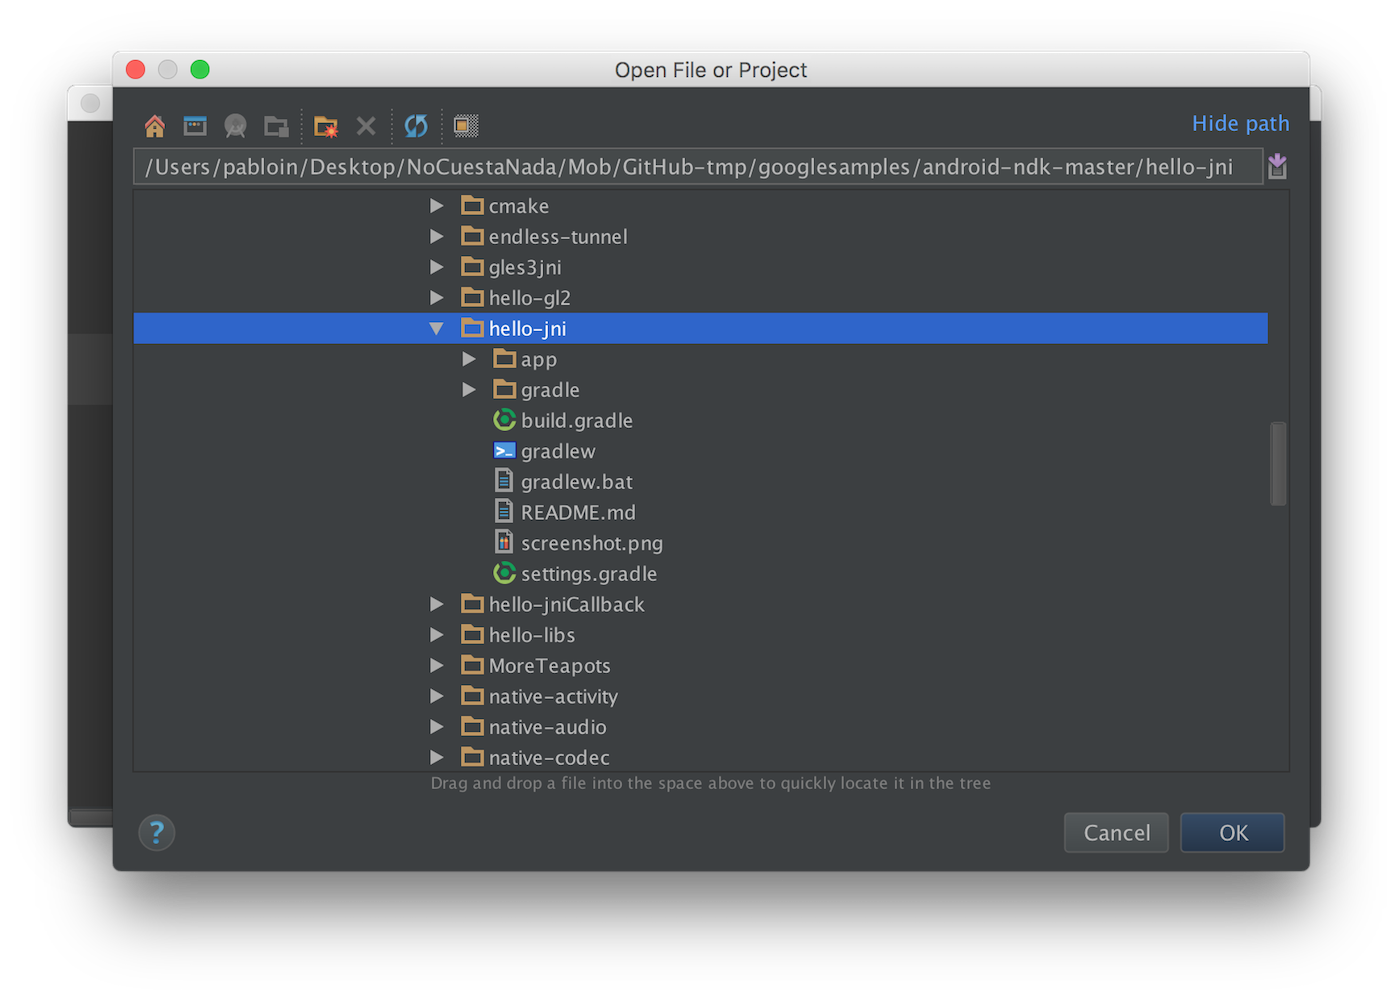 Open File or Project
Hide path
/Users/pabloin/Desktop/NoCuestaNada/Mob/GitHub-tmp/googlesamples/android-ndk-master/hello-jni
cmake
endless-tunnel
gles3jni
hello-gl2
hello-jni
app
gradle
build.gradle
gradlew
gradlew.bat
README.md
screenshot.png
settings.gradle
hello-jniCallback
hello-libs
MoreTeapots
native-activity
native-audio
native-codec
Drag and drop a file into the space above to quickly locate it in the tree
?
Cancel
OK